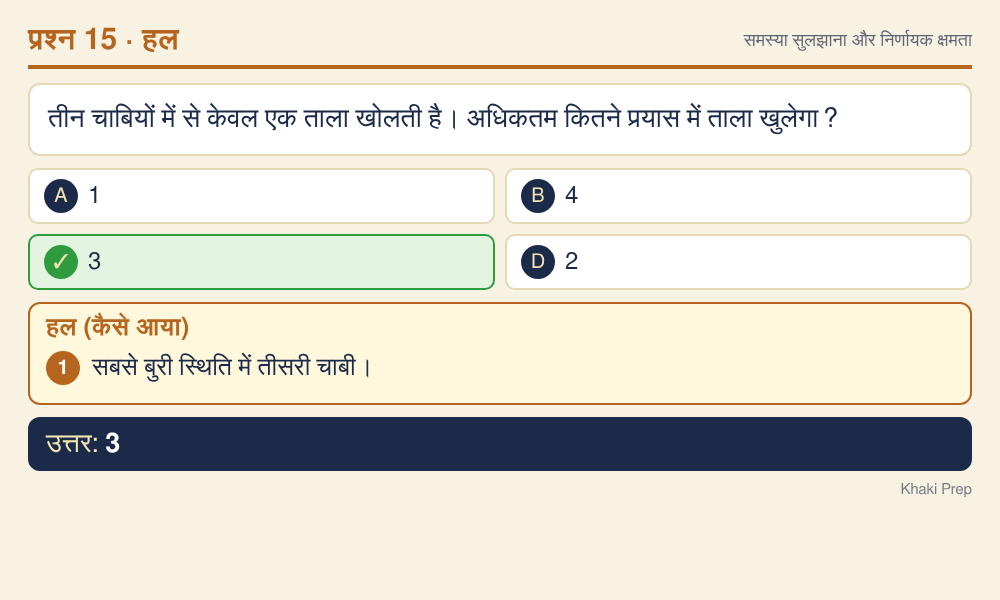 प्रश्न 15 · हल
समस्या सुलझाना और निर्णायक क्षमता
तीन चाबियों में से केवल एक ताला खोलती है। अधिकतम कितने प्रयास में ताला खुलेगा?
A 1
B 4
✓ 3
D 2
हल (कैसे आया)
1 सबसे बुरी स्थिति में तीसरी चाबी।
उत्तर: 3
Khaki Prep